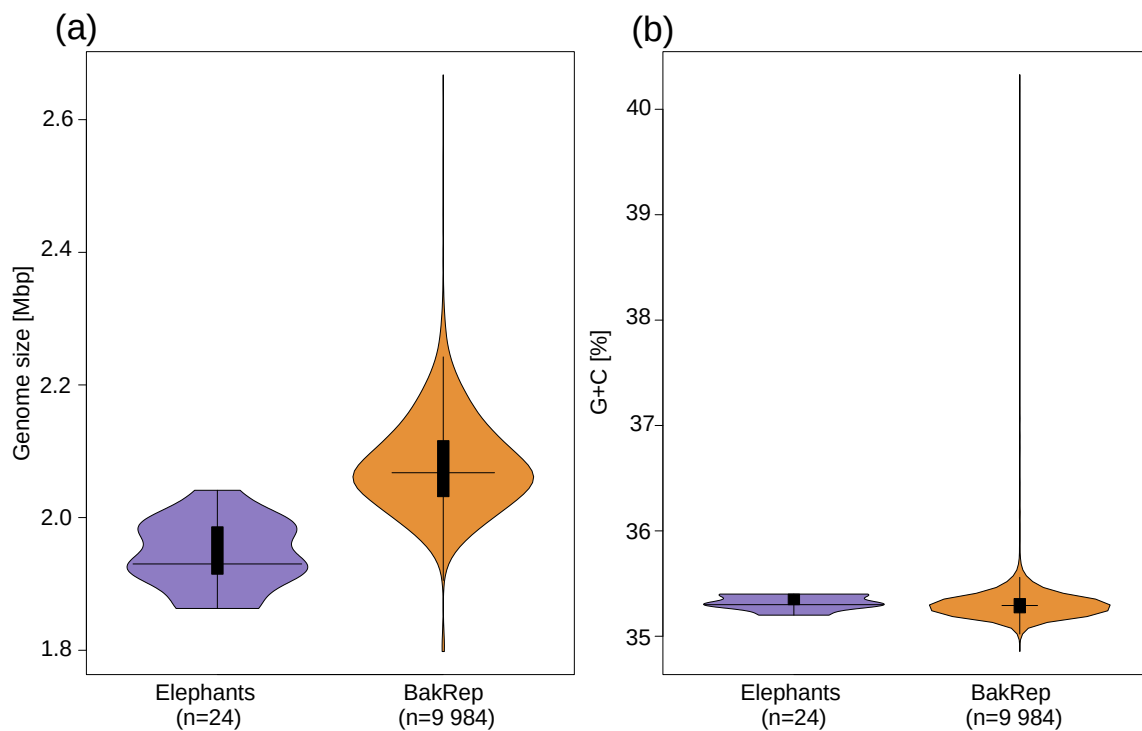 (a)
Genome size [Mbp]
2.6
2.4
2.2
2.0
1.8
Elephants
(n=24)
BakRep
(n=9 984)
(b)
G+C [%]
40
39
38
37
36
35
Elephants
(n=24)
BakRep
(n=9 984)